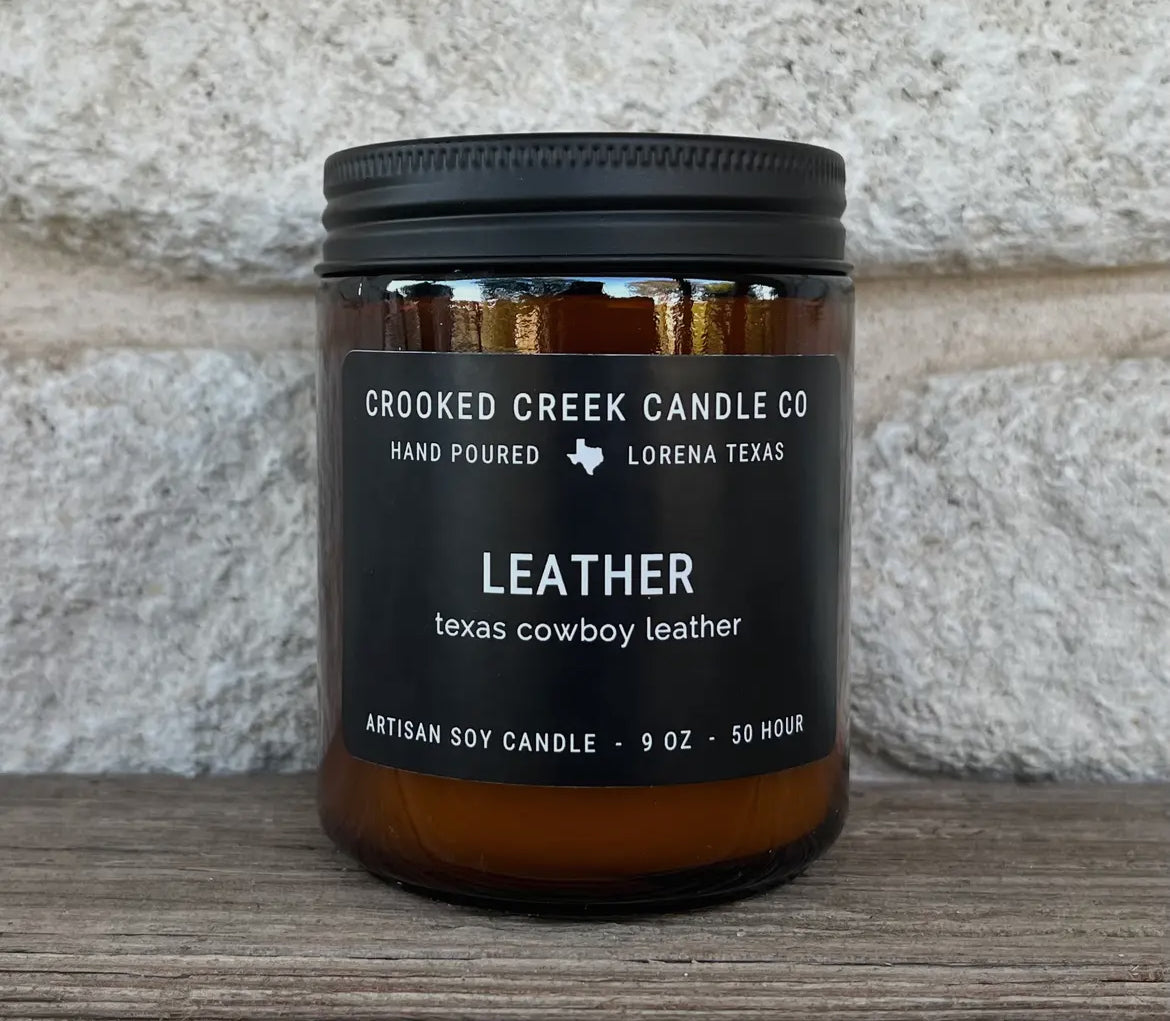 CROOKED CREEK CANDLE CO
HAND POURED LORENA TEXAS
LEATHER
texas cowboy leather
ARTISAN SOY CANDLE - 9 OZ - 50 HOUR